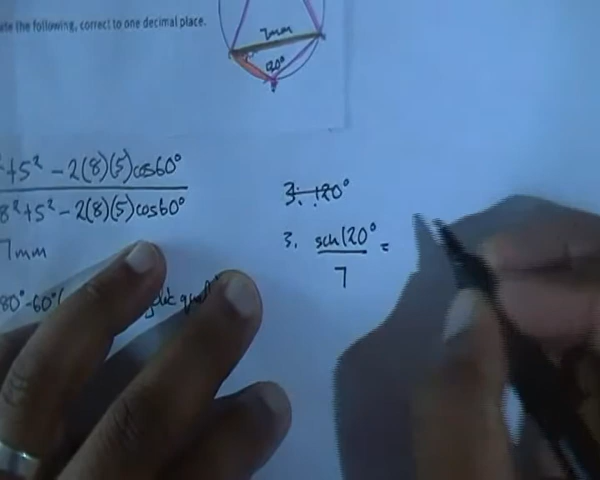 te the following, correct to one decimal place.
7mm
120°
+5² - 2(8)(5)cos60°
8²+5² - 2(8)(5)cos60°
7mm
80°-60°(
3. 120°
3. sin120° =
7